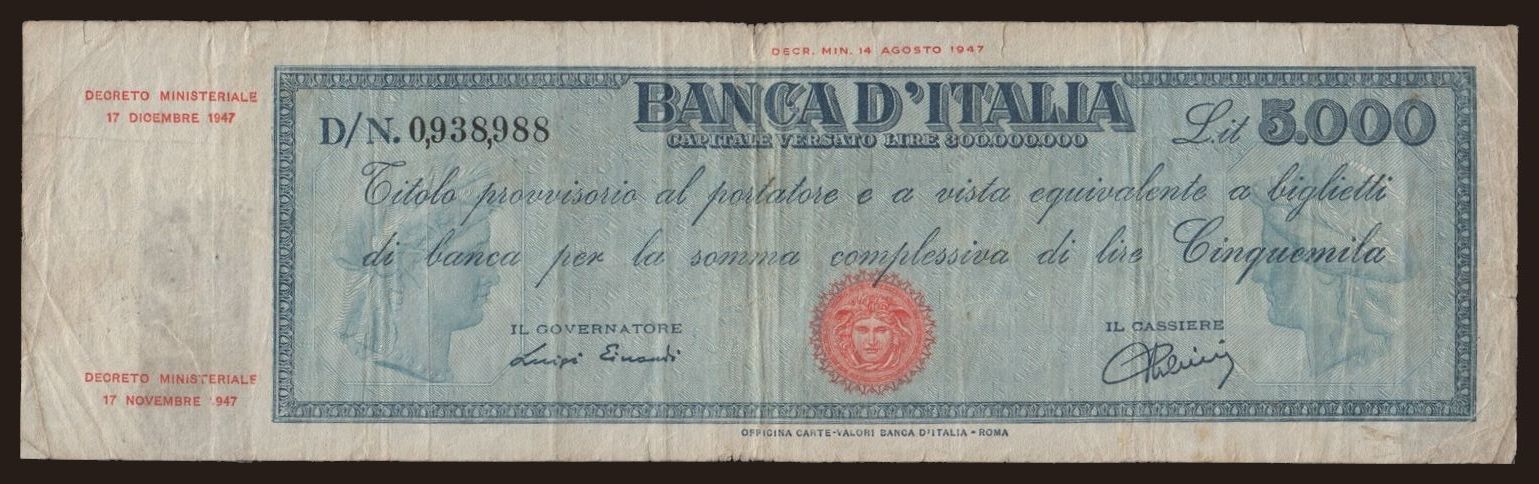 DECR. MIN. 14 AGOSTO 1947
DECRETO MINISTERIALE
17 DICEMBRE 1947
BANCA D'ITALIA
CAPITALE VERSATO LIRE 300.000.000
D/N. 0,938,988
L.it 5.000
Titolo provvisorio al portatore e a vista equivalente a biglietti
di banca per la somma complessiva di lire Cinquemila
IL GOVERNATORE
Luigi Einaudi
IL CASSIERE
DECRETO MINISTERIALE
17 NOVEMBRE 947
OFFICINA CARTE-VALORI BANCA D'ITALIA - ROMA